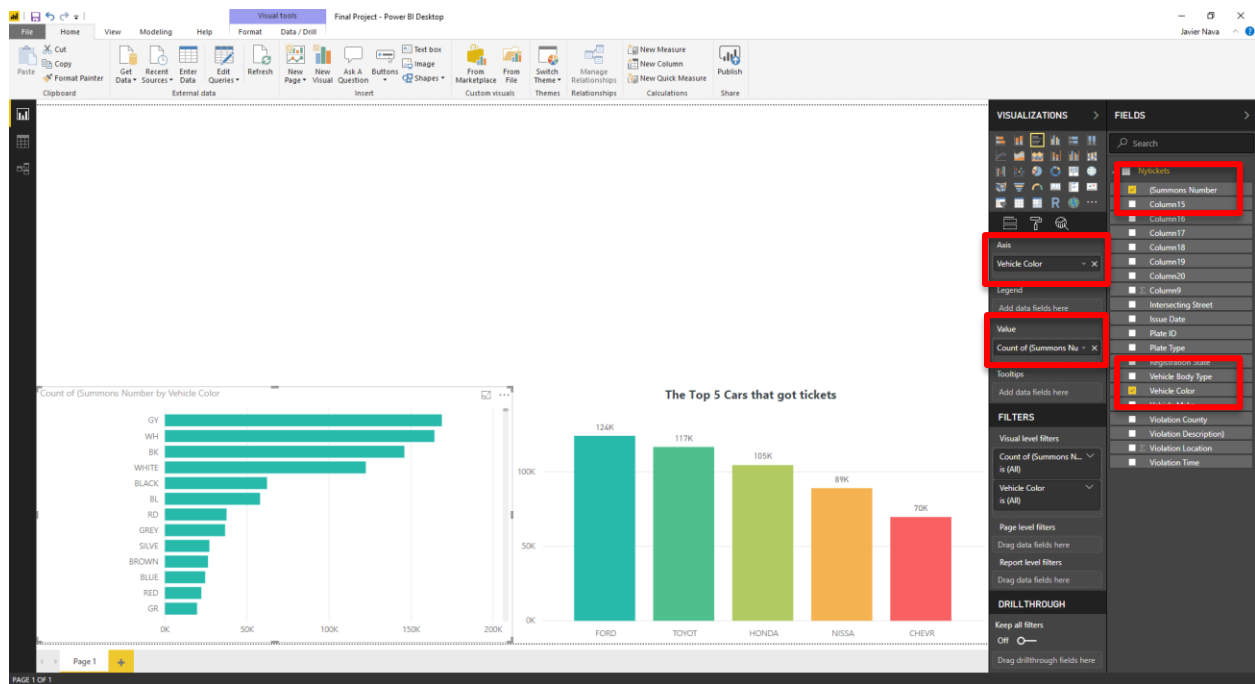 Visual tools
Final Project - Power BI Desktop
File
Home
View
Modeling
Help
Format
Data / Drill
Javier Nava
Paste
Cut
Copy
Format Painter
Get Data
Recent Sources
Enter Data
Edit Queries
Refresh
New Page
New Visual
Ask A Question
Buttons
Text box
Image
Shapes
From Marketplace
From File
Switch Theme
Manage Relationships
New Measure
New Column
New Quick Measure
Publish
Clipboard
External data
Insert
Custom visuals
Themes
Relationships
Calculations
Share
Count of (Summons Number by Vehicle Color
GY
WH
BK
WHITE
BLACK
BL
RD
GREY
SILVE
BROWN
BLUE
RED
GR
0K
50K
100K
150K
200K
The Top 5 Cars that got tickets
124K
117K
105K
89K
70K
100K
50K
0K
FORD
TOYOT
HONDA
NISSA
CHEVR
VISUALIZATIONS
R
Axis
Vehicle Color
Legend
Add data fields here
Value
Count of (Summons Nu
Tooltips
Add data fields here
FILTERS
Visual level filters
Count of (Summons N...
is (All)
Vehicle Color
is (All)
Page level filters
Drag data fields here
Report level filters
Drag data fields here
DRILLTHROUGH
Keep all filters
Off
Drag drillthrough fields here
FIELDS
Search
Nytickets
(Summons Number
Column15
Column16
Column17
Column18
Column19
Column20
Σ Column9
Intersecting Street
Issue Date
Plate ID
Plate Type
Registration State
Vehicle Body Type
Vehicle Color
Vehicle Make
Violation County
Violation Description)
Σ Violation Location
Violation Time
Page 1
PAGE 1 OF 1